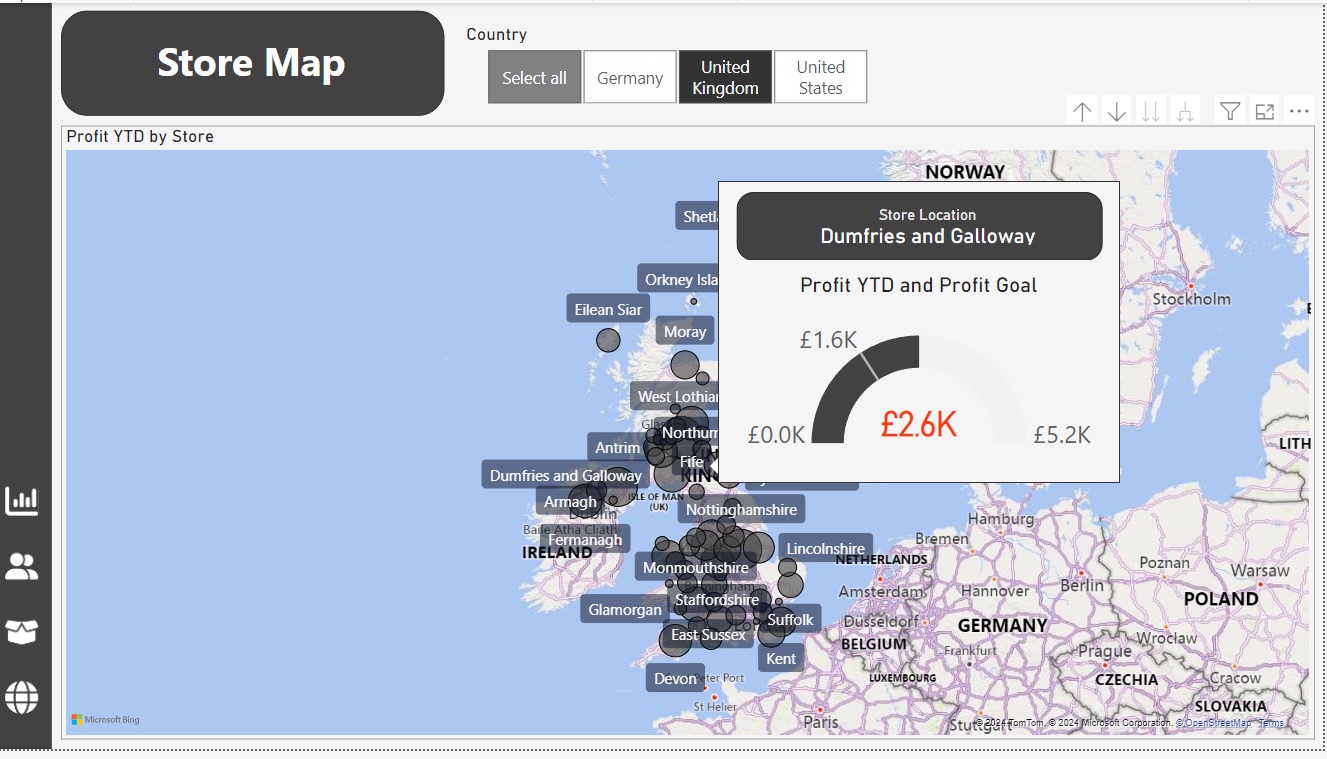 Store Map
Country
Select all
Germany
United
Kingdom
United
States
Profit YTD by Store
NORWAY
Store Location
Dumfries and Galloway
Profit YTD and Profit Goal
£1.6K
£0.0K
£2.6K
£5.2K
Shetl
Orkney Isla
Eilean Siar
Moray
West Lothian
Northum
Antrim
Fife
Dumfries and Galloway
Armagh
ISLE OF MAN
(UK)
Dublin
Baile Átha Cliath
Fermanagh
IRELAND
Nottinghamshire
Lincolnshire
Monmouthshire
Staffordshire
Glamorgan
Suffolk
East Sussex
Kent
Devon
St Helier
Stockholm
LITH
Hamburg
Bremen
NETHERLANDS
Amsterdam
Hannover
Berlin
Poznan
Warsaw
POLAND
Düsseldorf
GERMANY
Wrocław
BELGIUM
Frankfurt
Prague
LUXEMBOURG
CZECHIA
Cracow
SLOVAKIA
Paris
Stuttgart
Microsoft Bing
© 2024 TomTom, © 2024 Microsoft Corporation, © OpenStreetMap Terms